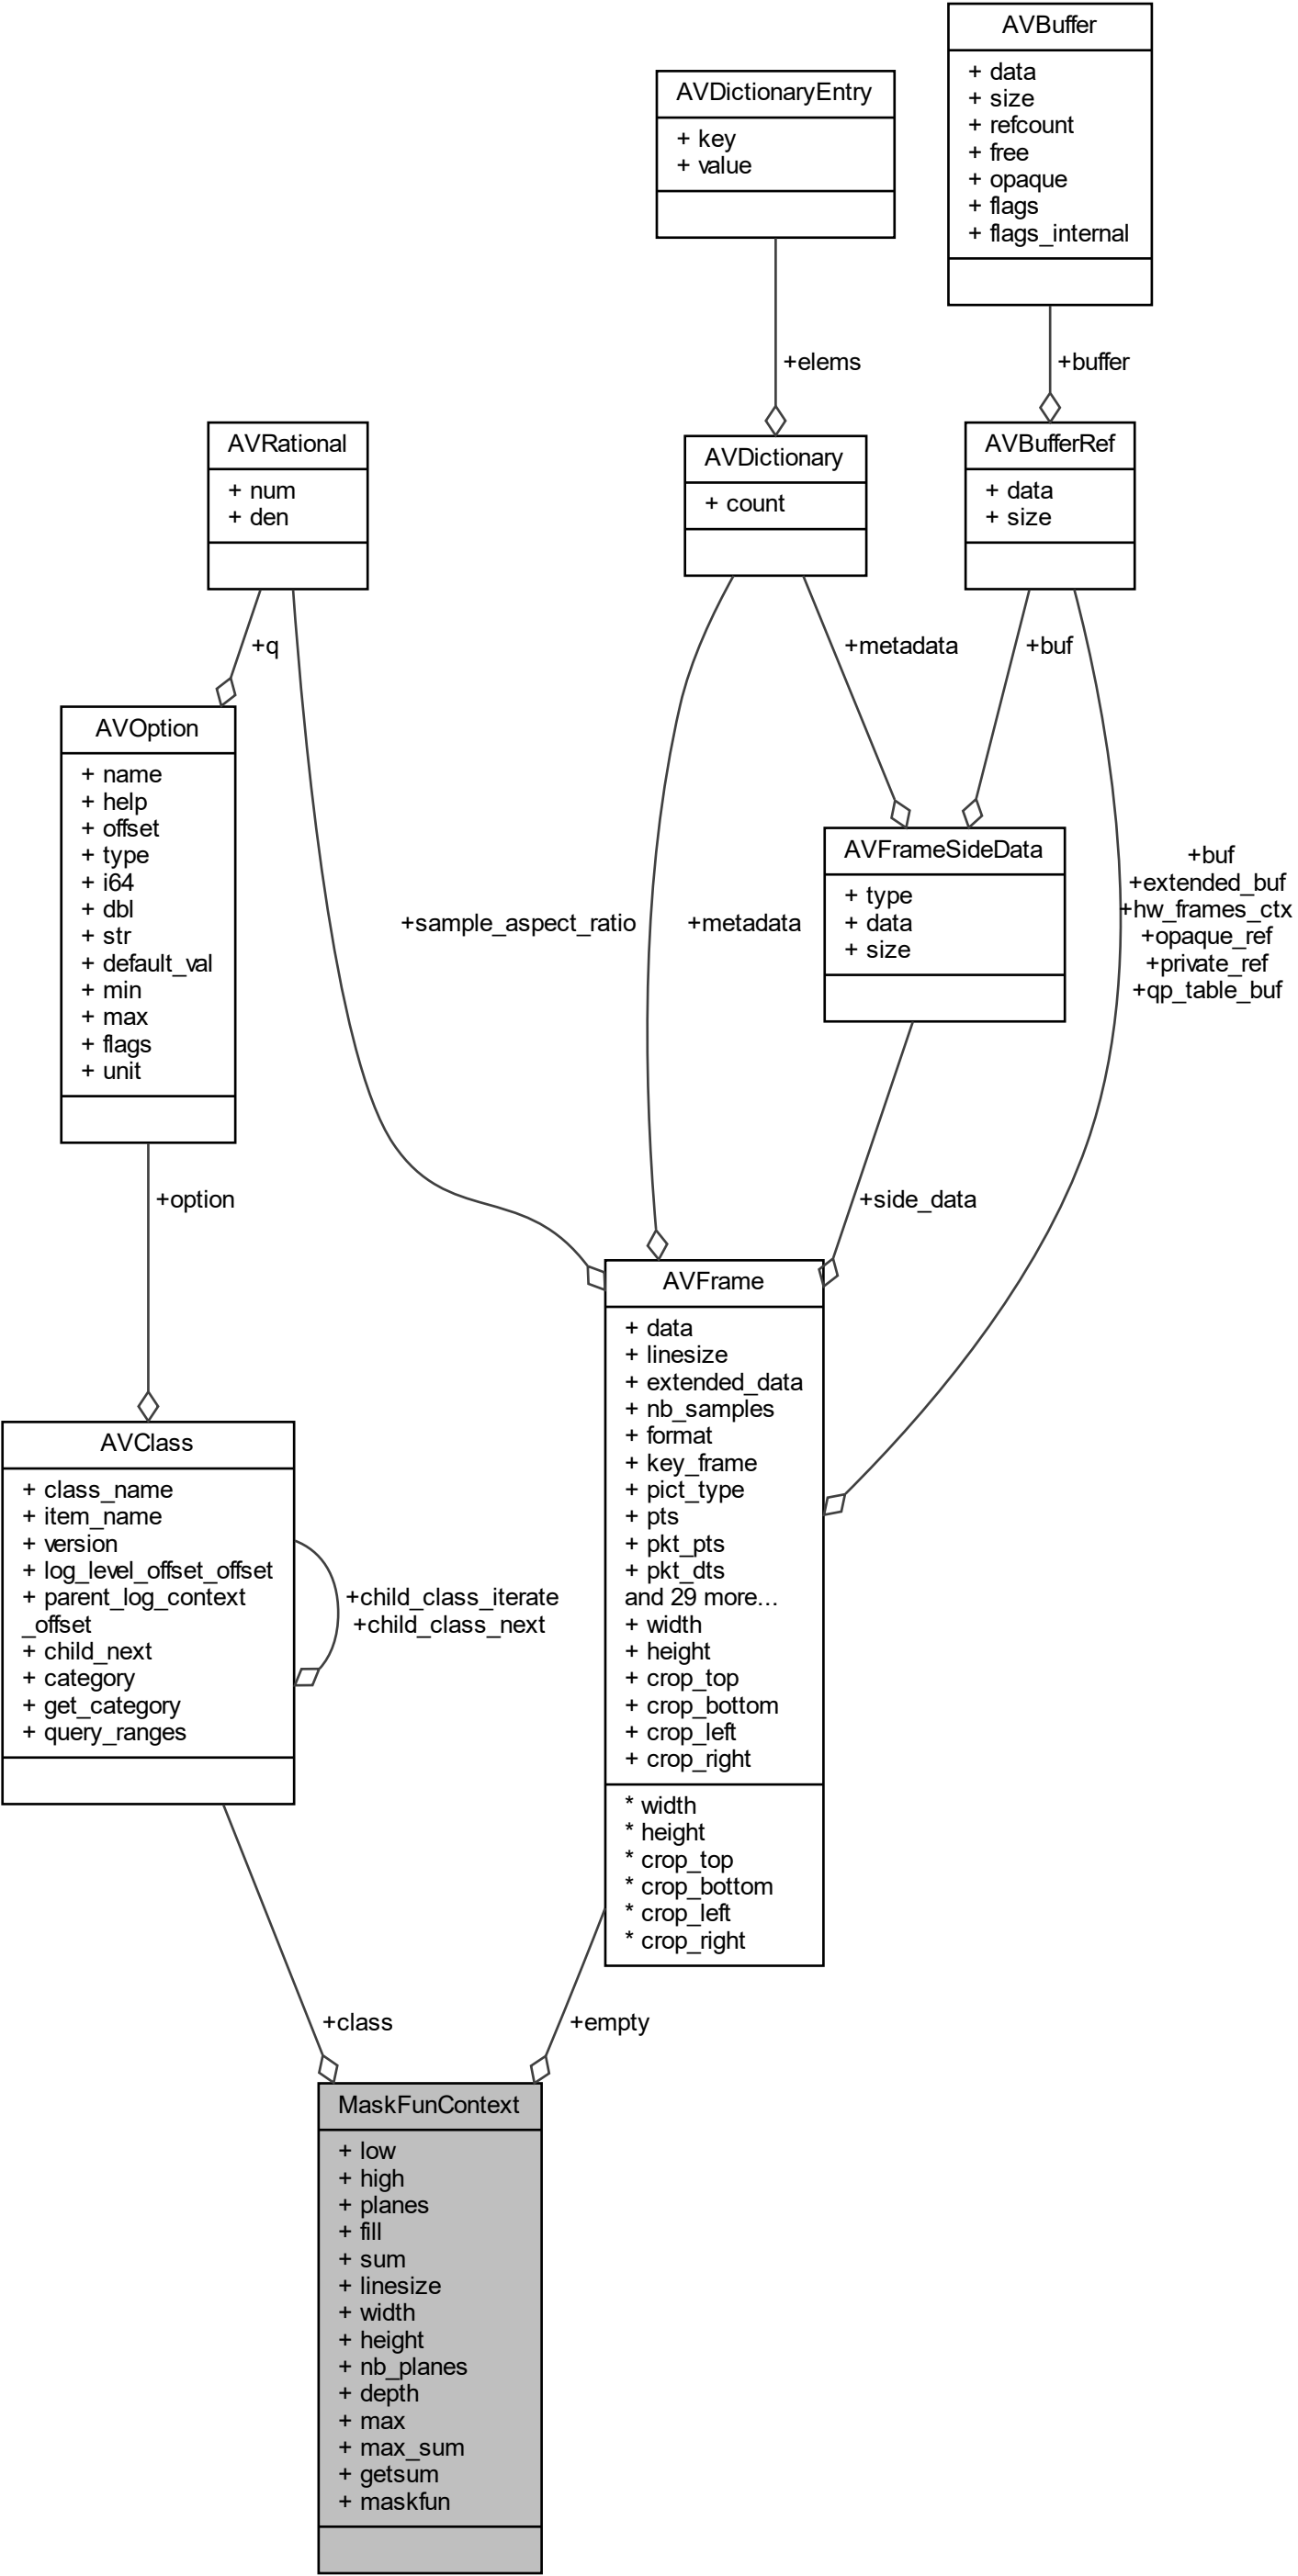 AVBuffer
+ data
+ size
+ refcount
+ free
+ opaque
+ flags
+ flags_internal
AVDictionaryEntry
+ key
+ value
+elems
+buffer
AVRational
+ num
+ den
AVDictionary
+ count
AVBufferRef
+ data
+ size
+q
+metadata
+buf
AVOption
+ name
+ help
+ offset
+ type
+ i64
+ dbl
+ str
+ default_val
+ min
+ max
+ flags
+ unit
AVFrameSideData
+ type
+ data
+ size
+sample_aspect_ratio
+metadata
+buf
+extended_buf
+hw_frames_ctx
+opaque_ref
+private_ref
+qp_table_buf
+option
+side_data
AVFrame
+ data
+ linesize
+ extended_data
+ nb_samples
+ format
+ key_frame
+ pict_type
+ pts
+ pkt_pts
+ pkt_dts
and 29 more...
+ width
+ height
+ crop_top
+ crop_bottom
+ crop_left
+ crop_right
* width
* height
* crop_top
* crop_bottom
* crop_left
* crop_right
AVClass
+ class_name
+ item_name
+ version
+ log_level_offset_offset
+ parent_log_context
_offset
+ child_next
+ category
+ get_category
+ query_ranges
+child_class_iterate
+child_class_next
+class
+empty
MaskFunContext
+ low
+ high
+ planes
+ fill
+ sum
+ linesize
+ width
+ height
+ nb_planes
+ depth
+ max
+ max_sum
+ getsum
+ maskfun